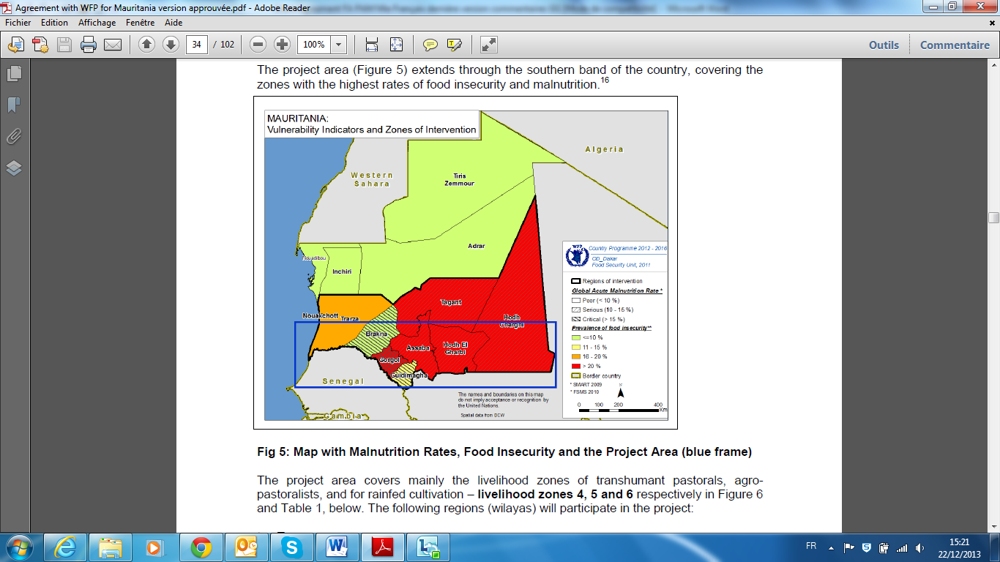 Agreement with WFP for Mauritania version approuvée.pdf - Adobe Reader
Fichier Edition Affichage Fenêtre Aide
34 / 102 100% Outils Commentaire
The project area (Figure 5) extends through the southern band of the country, covering the
zones with the highest rates of food insecurity and malnutrition.16
MAURITANIA:
Vulnerability Indicators and Zones of Intervention
Algeria
Western
Sahara
Tiris
Zemmour
Adrar
Nouadibou
Inchiri
Nouakchott
Trarza
Tagant
Hodh
Charghi
Brakna
Assaba
Hodh El
Gharbi
Gorgol
Guidimagha
Senegal
Gambia
The names and boundaries on this map
do not imply acceptance or recognition by
the United Nations.
Spatial data from DCW
WFP
Country Programme 2012 - 2016
OD_Dakar
Food Security Unit, 2011
Regions of intervention
Global Acute Malnutrition Rate *
Poor (< 10 %)
Serious (10 - 15 %)
Critical (> 15 %)
Prevalence of food insecurity**
<=10 %
11 - 15 %
16 - 20 %
> 20 %
Border country
* SMART 2009
* FSMS 2010
0 100 200 400
Km
Fig 5: Map with Malnutrition Rates, Food Insecurity and the Project Area (blue frame)
The project area covers mainly the livelihood zones of transhumant pastorals, agro-
pastoralists, and for rainfed cultivation – livelihood zones 4, 5 and 6 respectively in Figure 6
and Table 1, below. The following regions (wilayas) will participate in the project:
FR
15:21
22/12/2013